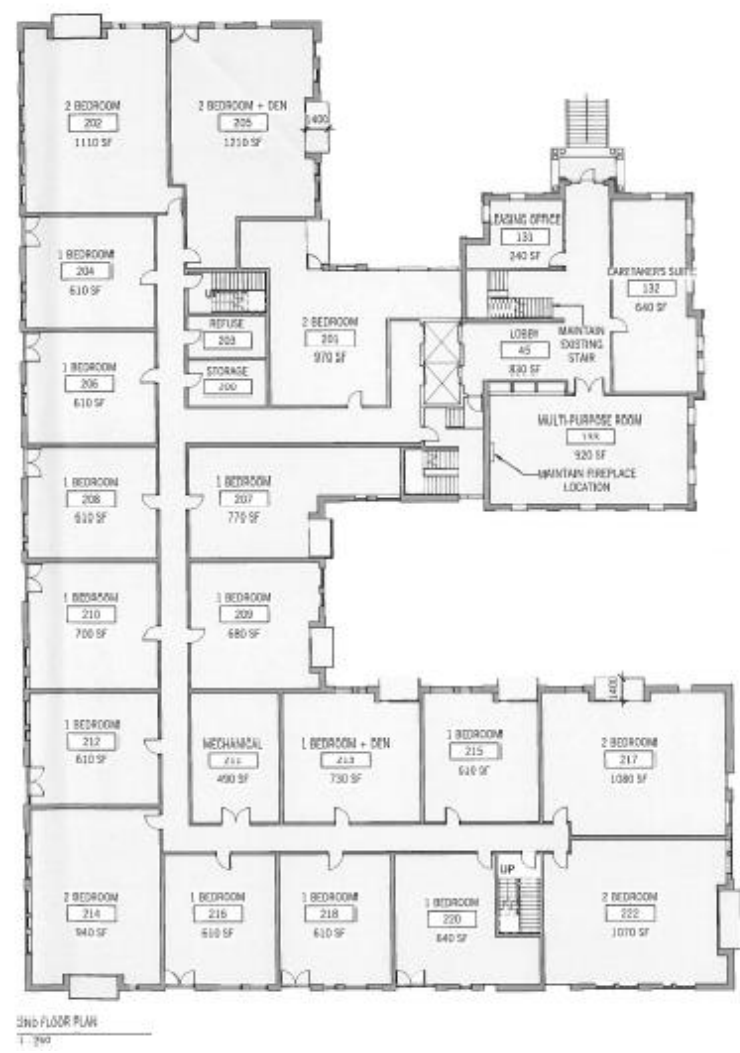 2 BEDROOM
202
1110 SF
2 BEDROOM + DEN
205
1210 SF
1400
1 BEDROOM
204
610 SF
UP
REFUSE
203
STORAGE
200
2 BEDROOM
201
970 SF
LEASING OFFICE
131
240 SF
CARETAKER'S SUITE
132
640 SF
LOBBY
45
830 SF
MAINTAIN
EXISTING
STAIR
MULTI-PURPOSE ROOM
920 SF
MAINTAIN FIREPLACE
LOCATION
1 BEDROOM
206
610 SF
1 BEDROOM
208
610 SF
1 BEDROOM
207
770 SF
1 BEDROOM
210
700 SF
1 BEDROOM
209
680 SF
1 BEDROOM
212
610 SF
MECHANICAL
211
490 SF
1 BEDROOM + DEN
213
730 SF
1 BEDROOM
215
610 SF
1400
2 BEDROOM
217
1080 SF
2 BEDROOM
214
940 SF
1 BEDROOM
216
610 SF
1 BEDROOM
218
610 SF
1 BEDROOM
220
640 SF
UP
2 BEDROOM
222
1070 SF
2ND FLOOR PLAN